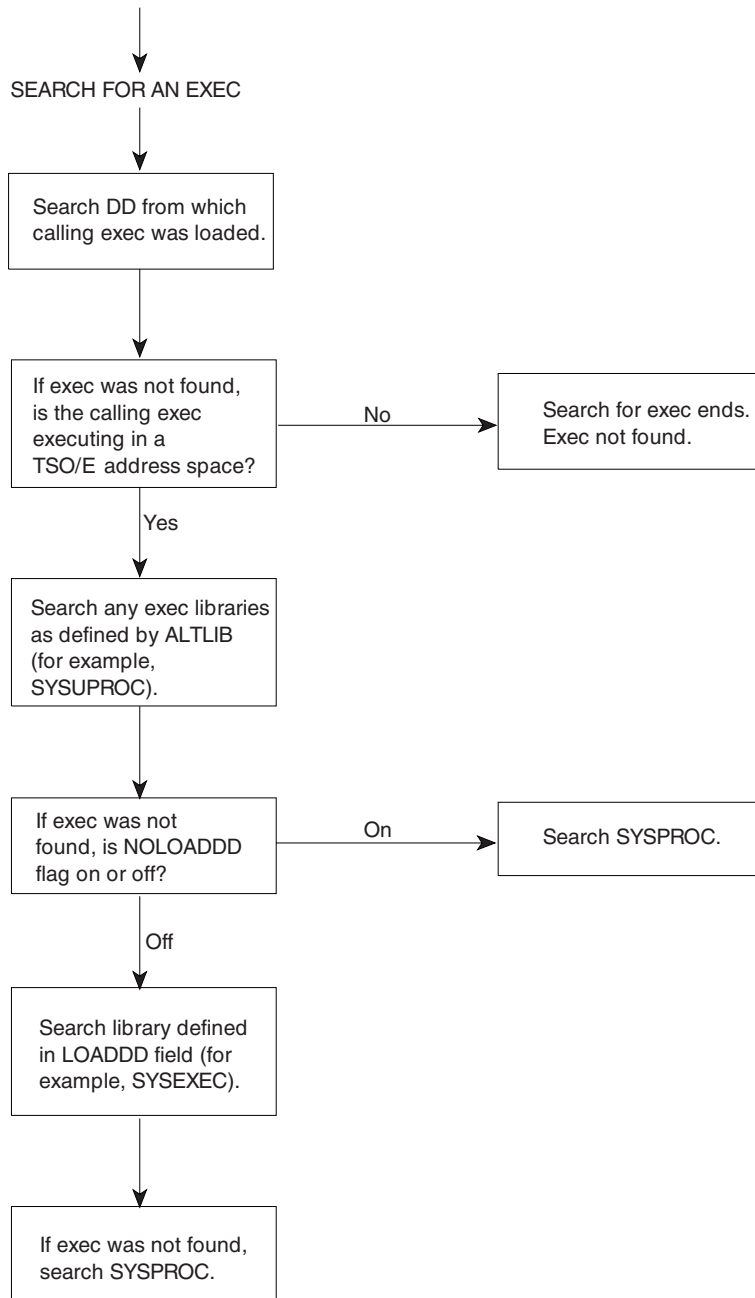 SEARCH FOR AN EXEC
Search DD from which
calling exec was loaded.
If exec was not found,
is the calling exec
executing in a
TSO/E address space?
No
Search for exec ends.
Exec not found.
Yes
Search any exec libraries
as defined by ALTLIB
(for example,
SYSUPROC).
If exec was not
found, is NOLOADDD
flag on or off?
On
Search SYSPROC.
Off
Search library defined
in LOADDD field (for
example, SYSEXEC).
If exec was not found,
search SYSPROC.